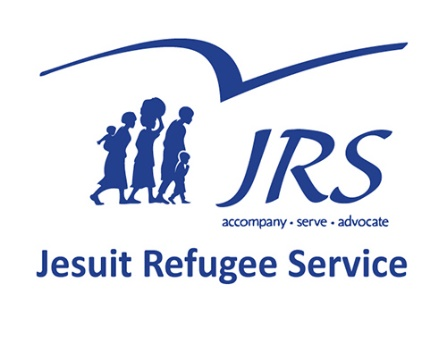 JRS
accompany · serve · advocate
Jesuit Refugee Service